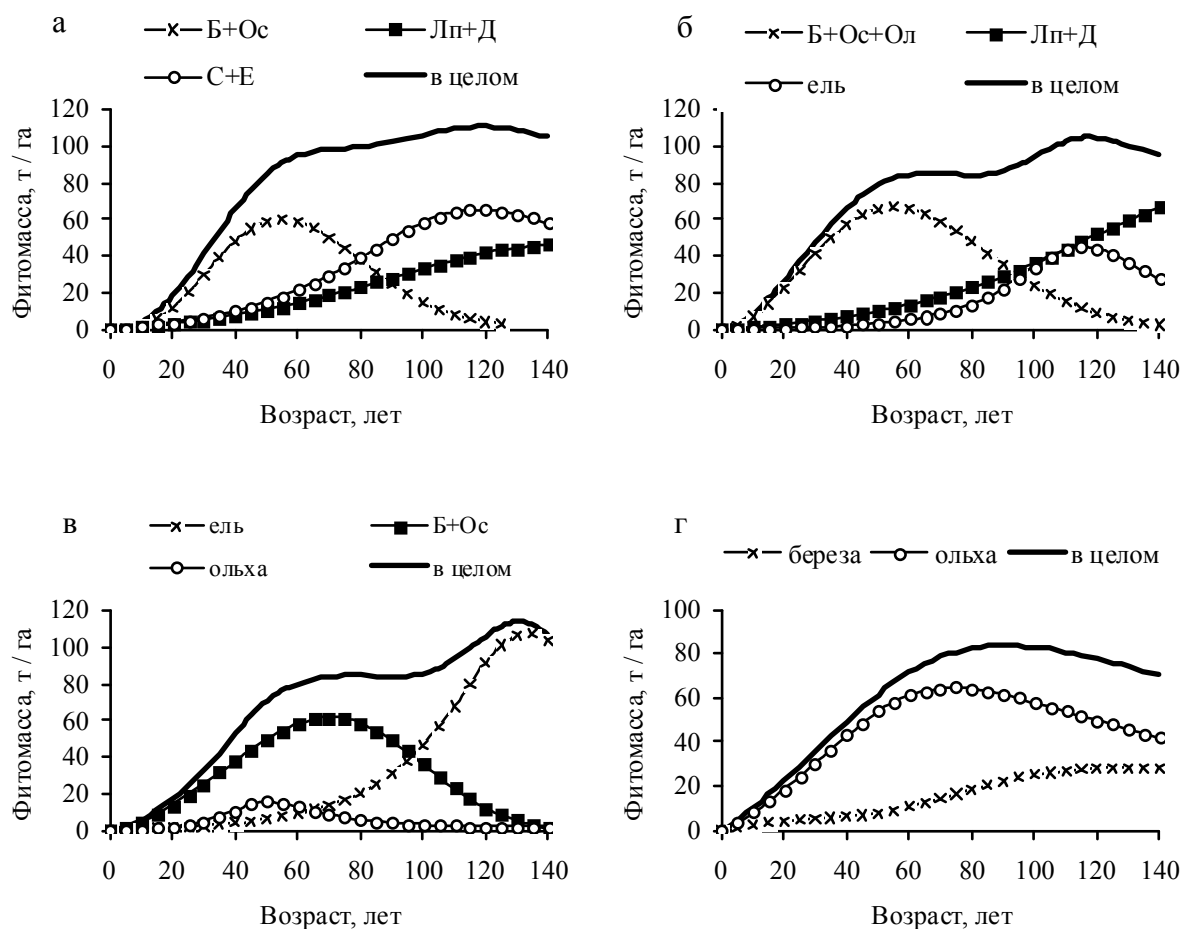 а
Б+Ос Лп+Д
С+Е в целом
120
100
80
60
40
20
0
0 20 40 60 80 100 120 140
Фитомасса, т / га
Возраст, лет
б
Б+Ос+Ол Лп+Д
ель в целом
120
100
80
60
40
20
0
0 20 40 60 80 100 120 140
Фитомасса, т / га
Возраст, лет
в
ель Б+Ос
ольха в целом
120
100
80
60
40
20
0
0 20 40 60 80 100 120 140
Фитомасса, т / га
Возраст, лет
г
береза ольха в целом
100
80
60
40
20
0
0 20 40 60 80 100 120 140
Фитомасса, т / га
Возраст, лет